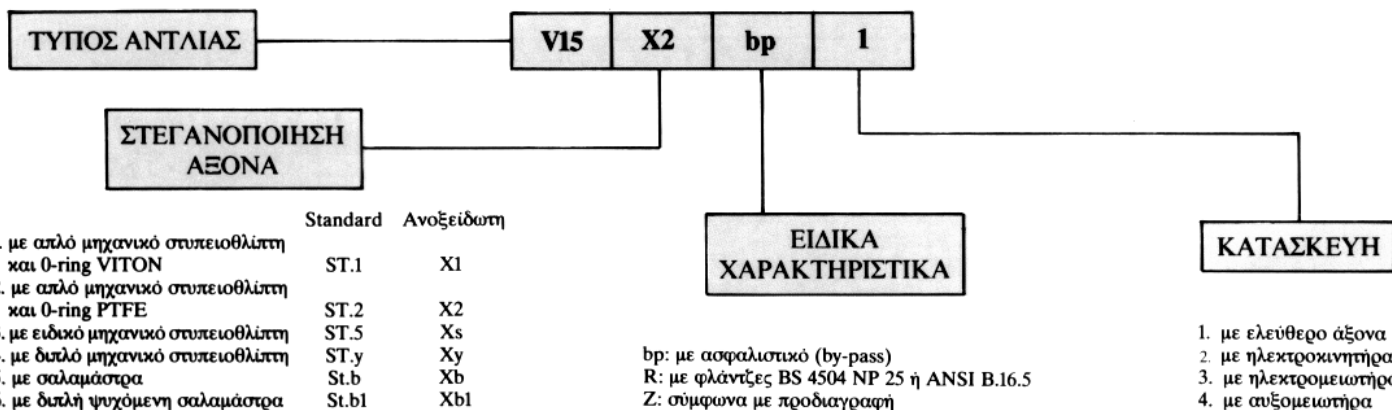 ΤΥΠΟΣ ΑΝΤΛΙΑΣ
V15 X2 bp 1
ΣΤΕΓΑΝΟΠΟΙΗΣΗ
ΑΞΟΝΑ
Standard Ανοξείδωτη
. με απλό μηχανικό στυπειοθλίπτη
και 0-ring VITON ST.1 X1
. με απλό μηχανικό στυπειοθλίπτη
και 0-ring PTFE ST.2 X2
. με ειδικό μηχανικό στυπειοθλίπτη ST.5 Xs
. με διπλό μηχανικό στυπειοθλίπτη ST.y Xy
. με σαλαμάστρα St.b Xb
. με διπλή ψυχόμενη σαλαμάστρα St.b1 Xb1
ΕΙΔΙΚΑ
ΧΑΡΑΚΤΗΡΙΣΤΙΚΑ
bp: με ασφαλιστικό (by-pass)
R: με φλάντζες BS 4504 NP 25 ή ANSI B.16.5
Z: σύμφωνα με προδιαγραφή
ΚΑΤΑΣΚΕΥΗ
1. με ελεύθερο άξονα
2. με ηλεκτροκινητήρα
3. με ηλεκτρομειωτήρα
4. με αυξομειωτήρα